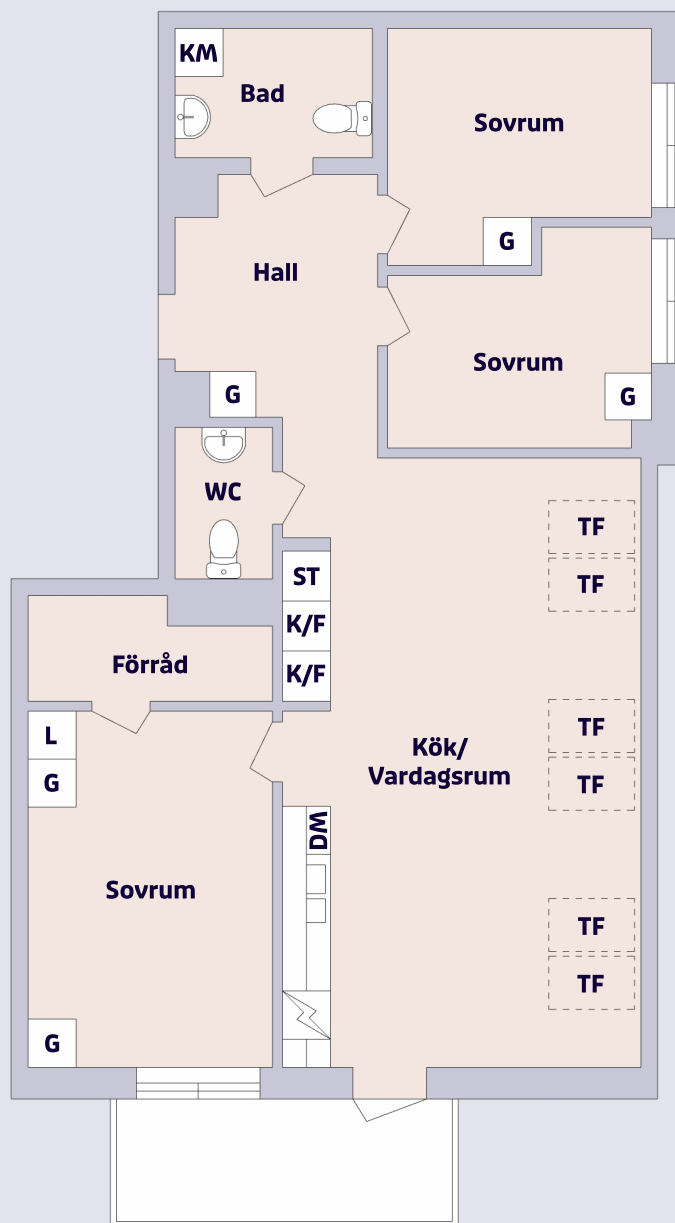 KM
Bad
Sovrum
G
Hall
Sovrum
G
G
WC
TF
TF
ST
K/F
K/F
Förråd
L
G
Kök/
Vardagsrum
TF
TF
DM
Sovrum
TF
TF
G